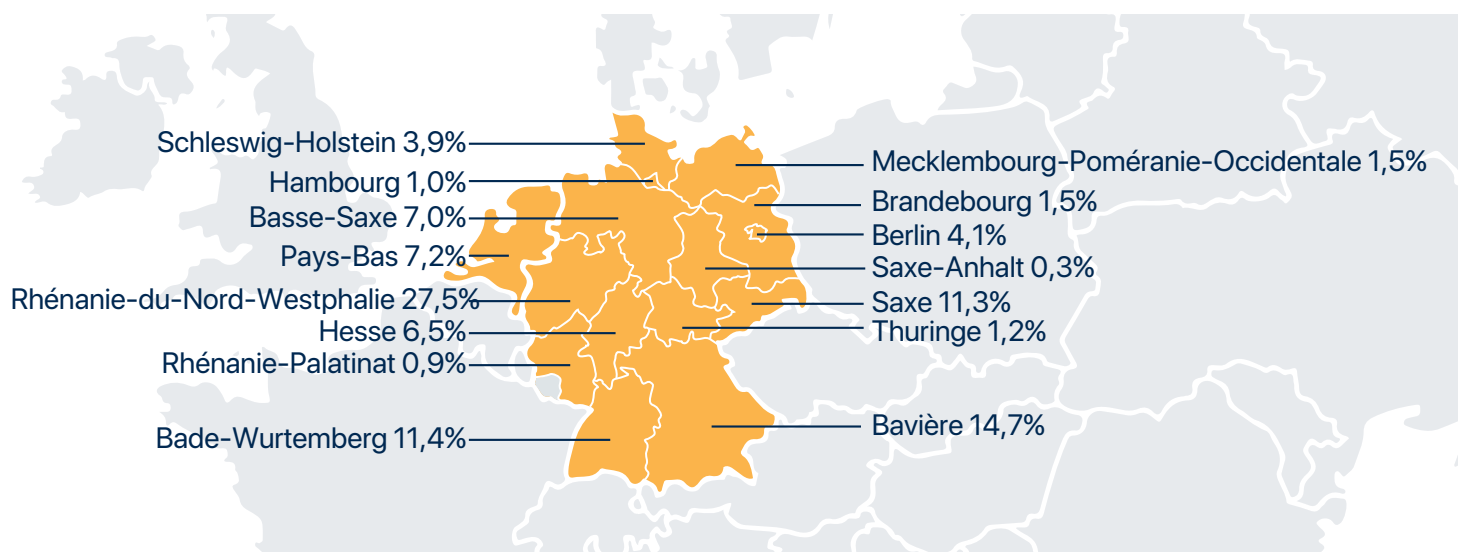 Schleswig-Holstein 3,9%
Hambourg 1,0%
Basse-Saxe 7,0%
Pays-Bas 7,2%
Rhénanie-du-Nord-Westphalie 27,5%
Hesse 6,5%
Rhénanie-Palatinat 0,9%
Bade-Wurtemberg 11,4%
Mecklembourg-Poméranie-Occidentale 1,5%
Brandebourg 1,5%
Berlin 4,1%
Saxe-Anhalt 0,3%
Saxe 11,3%
Thuringe 1,2%
Bavière 14,7%